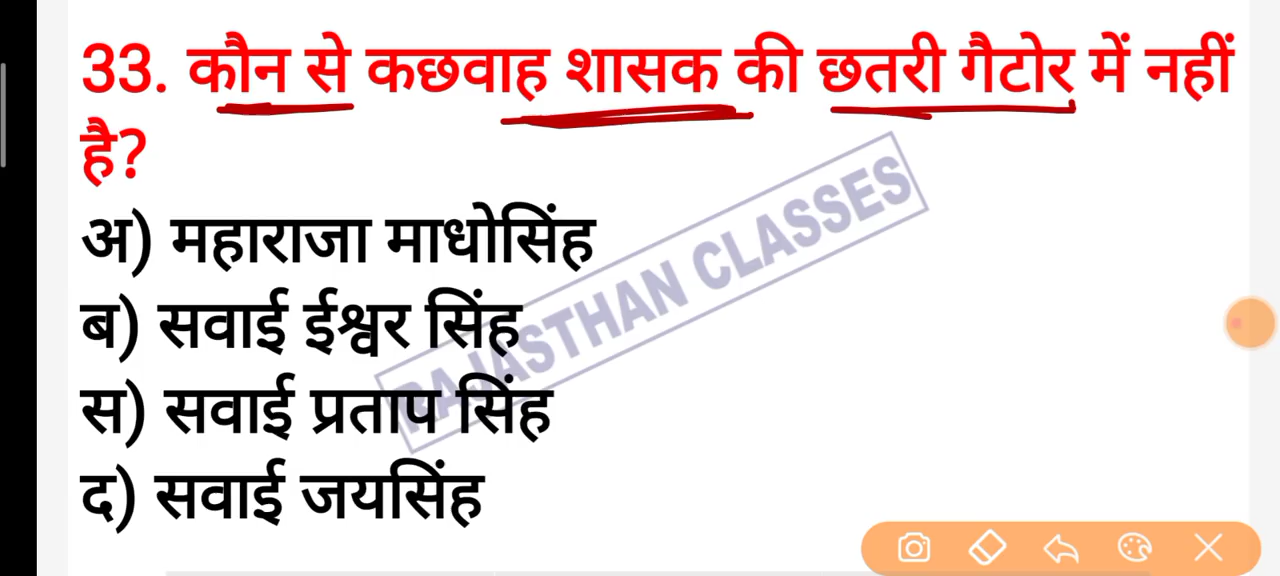 33. कौन से कछवाह शासक की छतरी गैटोर में नहीं
है?
अ) महाराजा माधोसिंह
ब) सवाई ईश्वर सिंह
स) सवाई प्रताप सिंह
द) सवाई जयसिंह
RAJASTHAN CLASSES